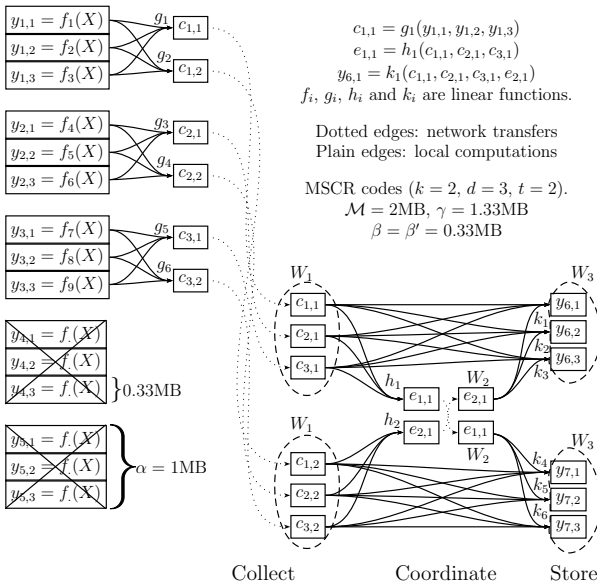 y1,1 = f1(X)
y1,2 = f2(X)
y1,3 = f3(X)
g1
g2
c1,1
c1,2
y2,1 = f4(X)
y2,2 = f5(X)
y2,3 = f6(X)
g3
g4
c2,1
c2,2
y3,1 = f7(X)
y3,2 = f8(X)
y3,3 = f9(X)
g5
g6
c3,1
c3,2
y4,1 = f.(X)
y4,2 = f.(X)
y4,3 = f.(X)
0.33MB
y5,1 = f.(X)
y5,2 = f.(X)
y5,3 = f.(X)
α = 1MB
c1,1 = g1(y1,1, y1,2, y1,3)
e1,1 = h1(c1,1, c2,1, c3,1)
y6,1 = k1(c1,1, c2,1, c3,1, e2,1)
fi, gi, hi and ki are linear functions.
Dotted edges: network transfers
Plain edges: local computations
MSCR codes (k = 2, d = 3, t = 2).
M = 2MB, γ = 1.33MB
β = β′ = 0.33MB
W1
c1,1
c2,1
c3,1
W3
y6,1
y6,2
y6,3
k1
k2
k3
h1
e1,1
W2
e2,1
h2
e2,1
e1,1
W2
W1
c1,2
c2,2
c3,2
W3
k4
k5
k6
y7,1
y7,2
y7,3
Collect
Coordinate
Store